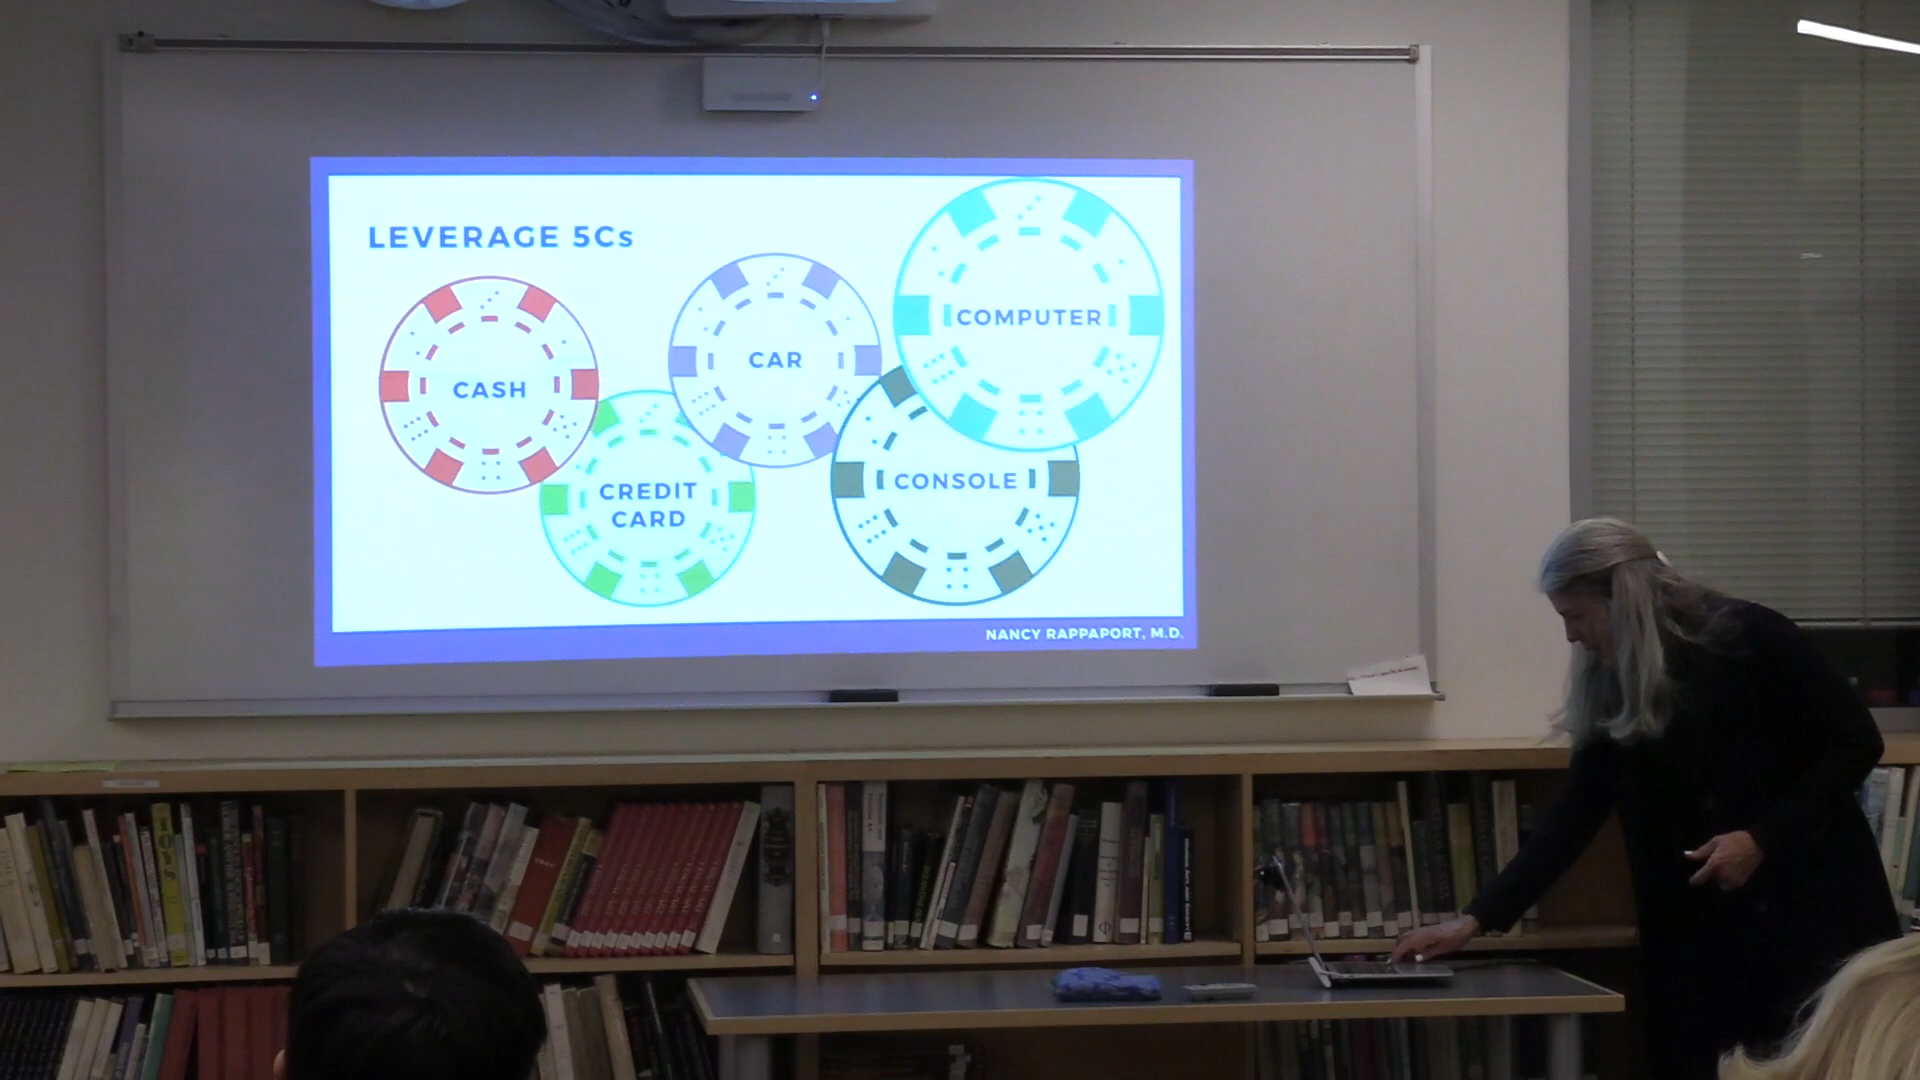 LEVERAGE 5Cs
CASH
CREDIT
CARD
CAR
CONSOLE
COMPUTER
NANCY RAPPAPORT, M.D.